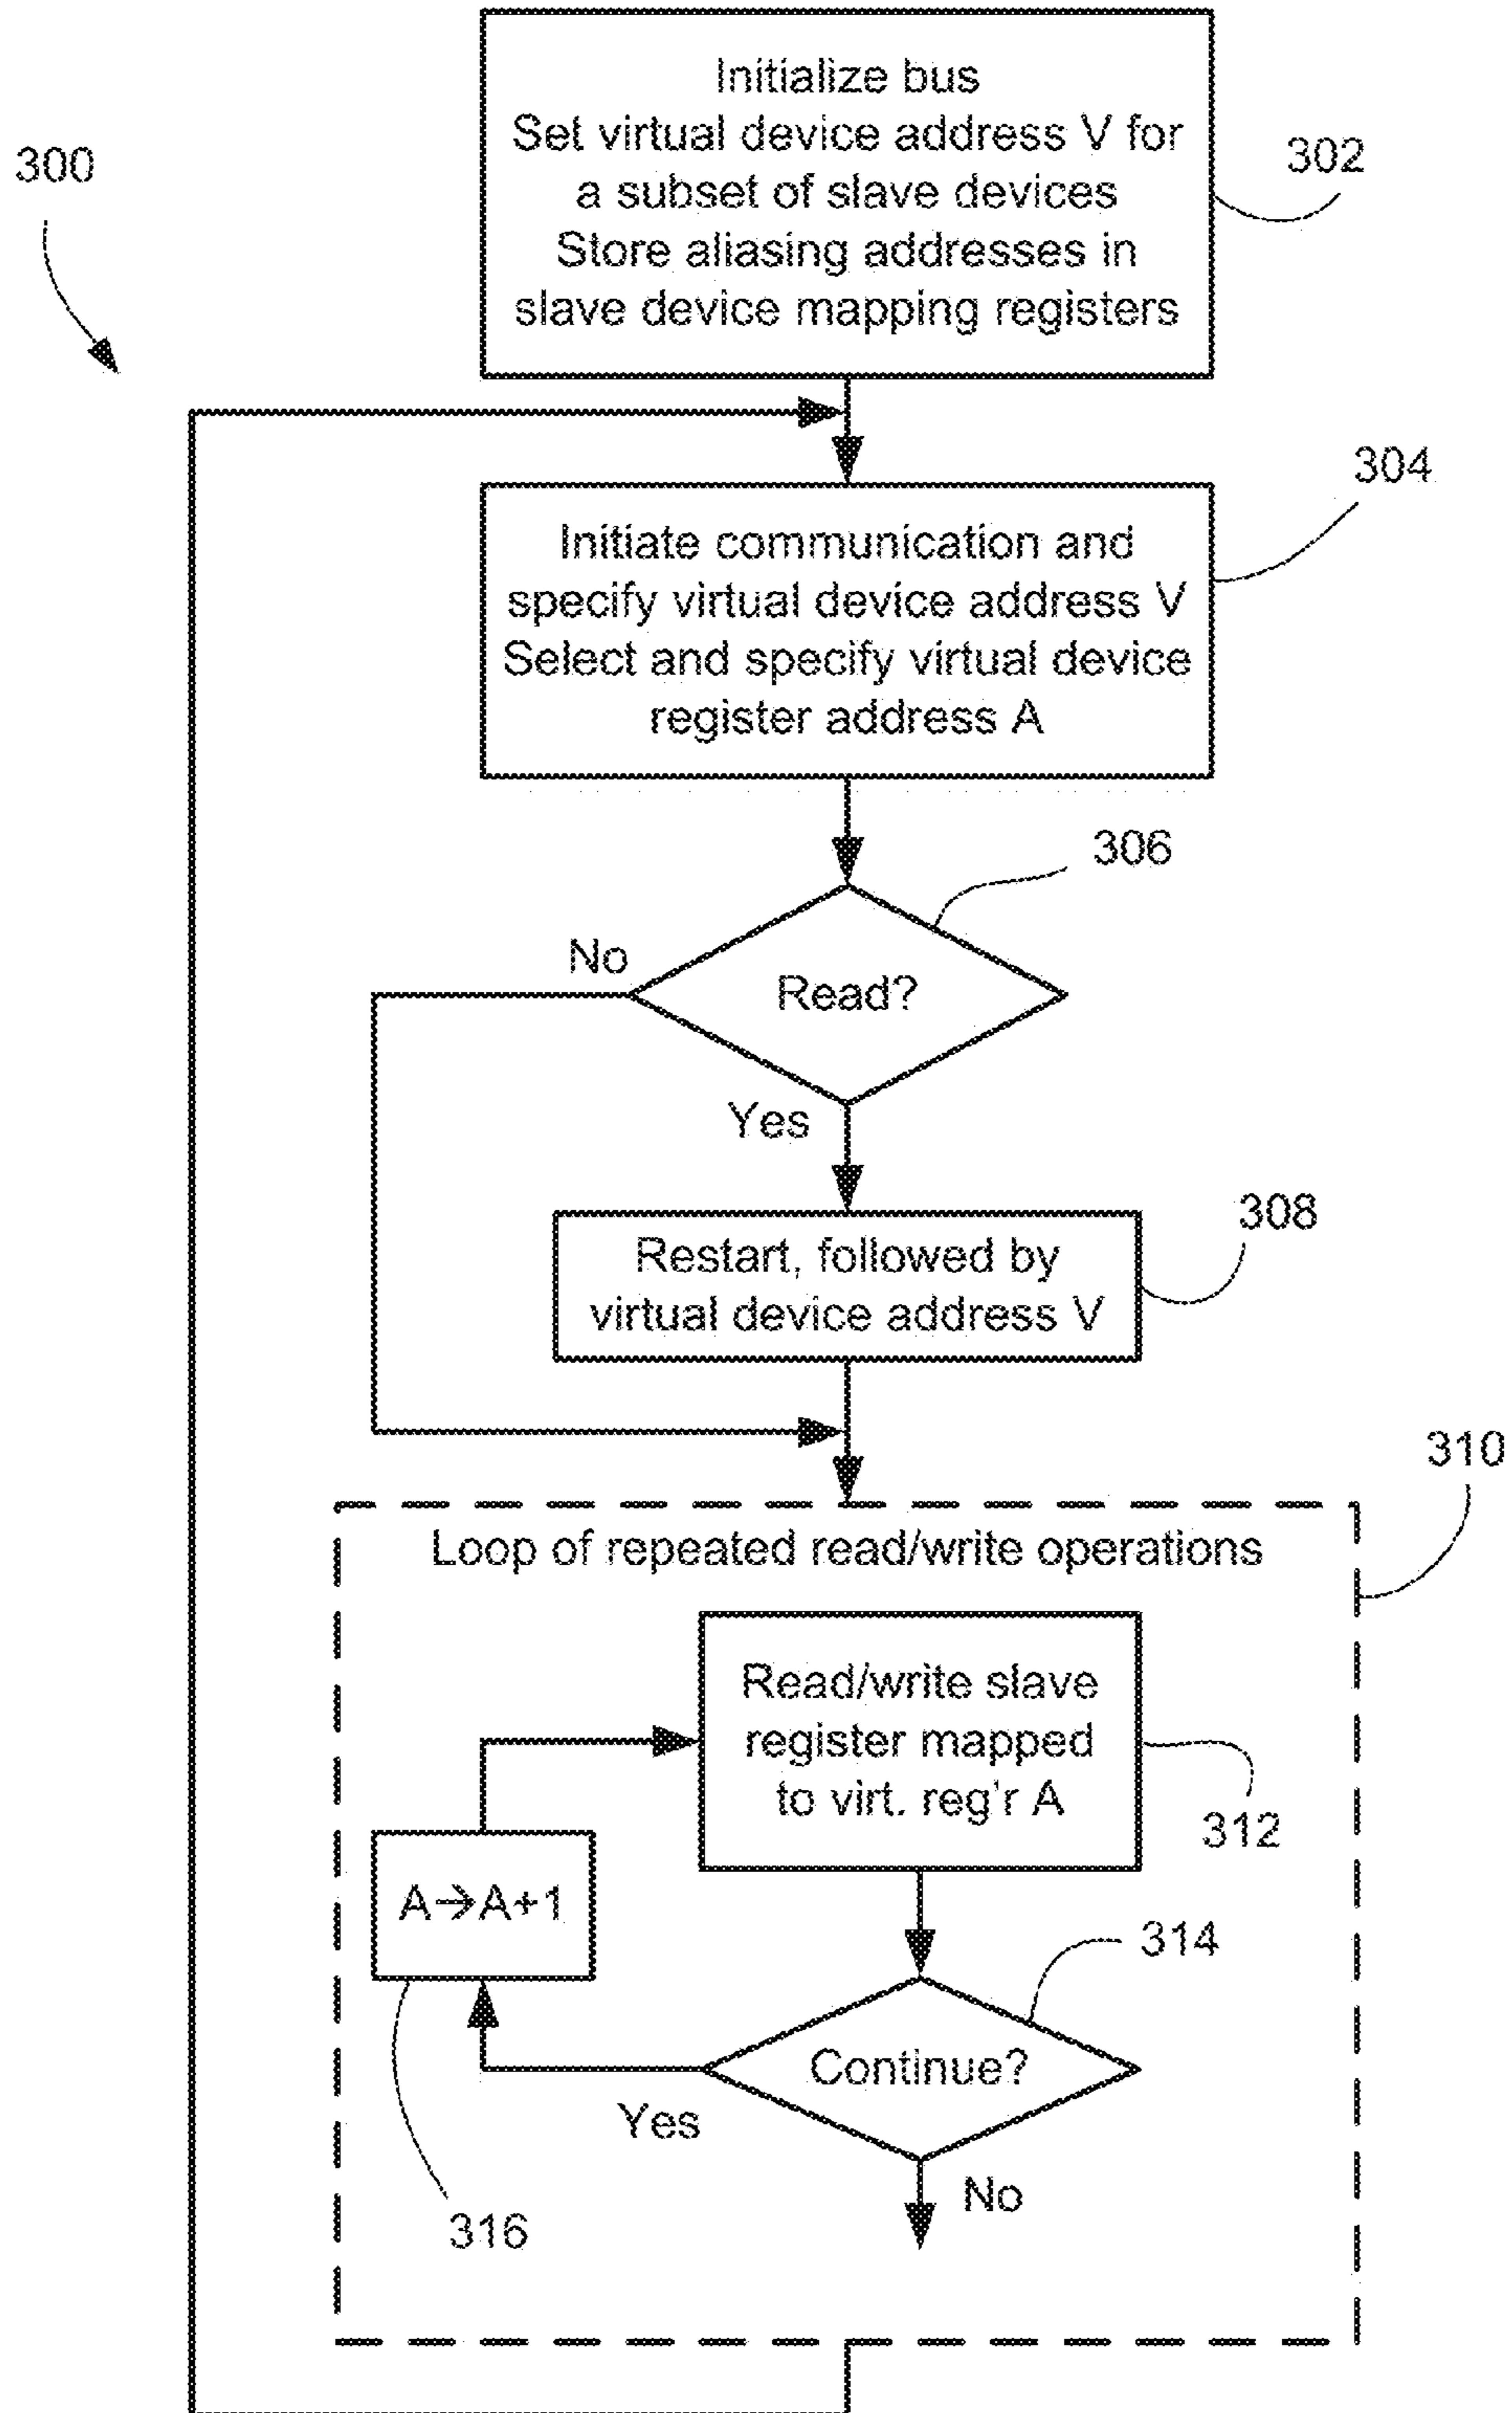 300
Initialize bus
Set virtual device address V for
a subset of slave devices
Store aliasing addresses in
slave device mapping registers
302
304
Initiate communication and
specify virtual device address V
Select and specify virtual device
register address A
306
No
Read?
Yes
308
Restart, followed by
virtual device address V
310
Loop of repeated read/write operations
Read/write slave
register mapped
to virt. reg'r A
312
A→A+1
314
Continue?
Yes
No
316